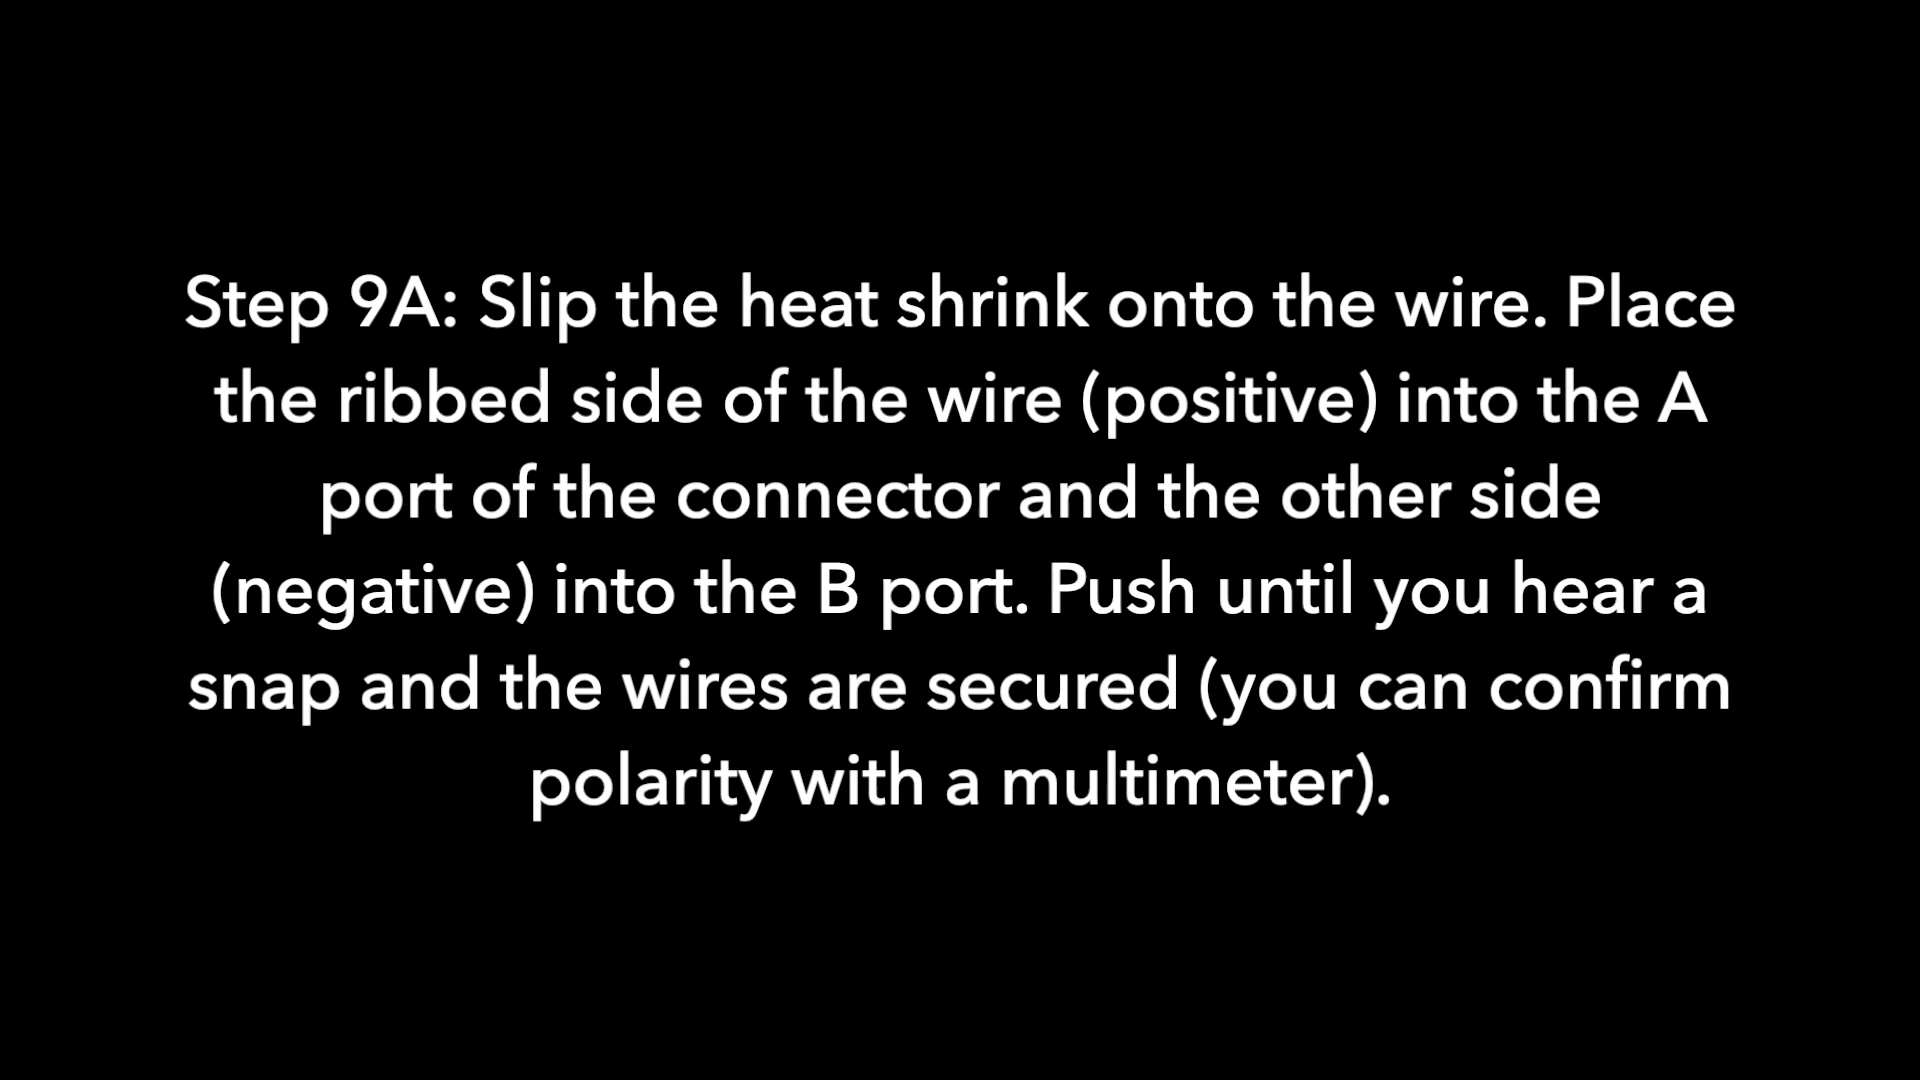 Step 9A: Slip the heat shrink onto the wire. Place
the ribbed side of the wire (positive) into the A
port of the connector and the other side
(negative) into the B port. Push until you hear a
snap and the wires are secured (you can confirm
polarity with a multimeter).